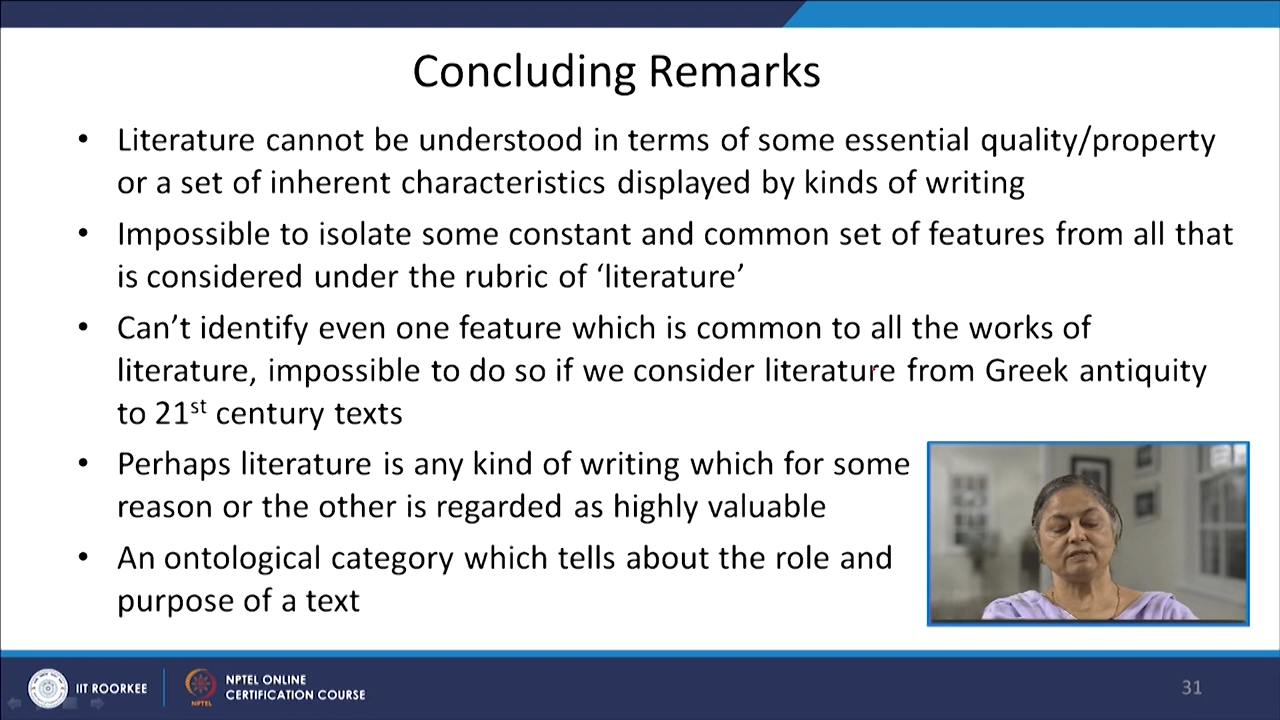 Concluding Remarks
• Literature cannot be understood in terms of some essential quality/property
or a set of inherent characteristics displayed by kinds of writing
• Impossible to isolate some constant and common set of features from all that
is considered under the rubric of ‘literature’
• Can’t identify even one feature which is common to all the works of
literature, impossible to do so if we consider literature from Greek antiquity
to 21st century texts
• Perhaps literature is any kind of writing which for some
reason or the other is regarded as highly valuable
• An ontological category which tells about the role and
purpose of a text
IIT ROORKEE
NPTEL
NPTEL ONLINE
CERTIFICATION COURSE
31